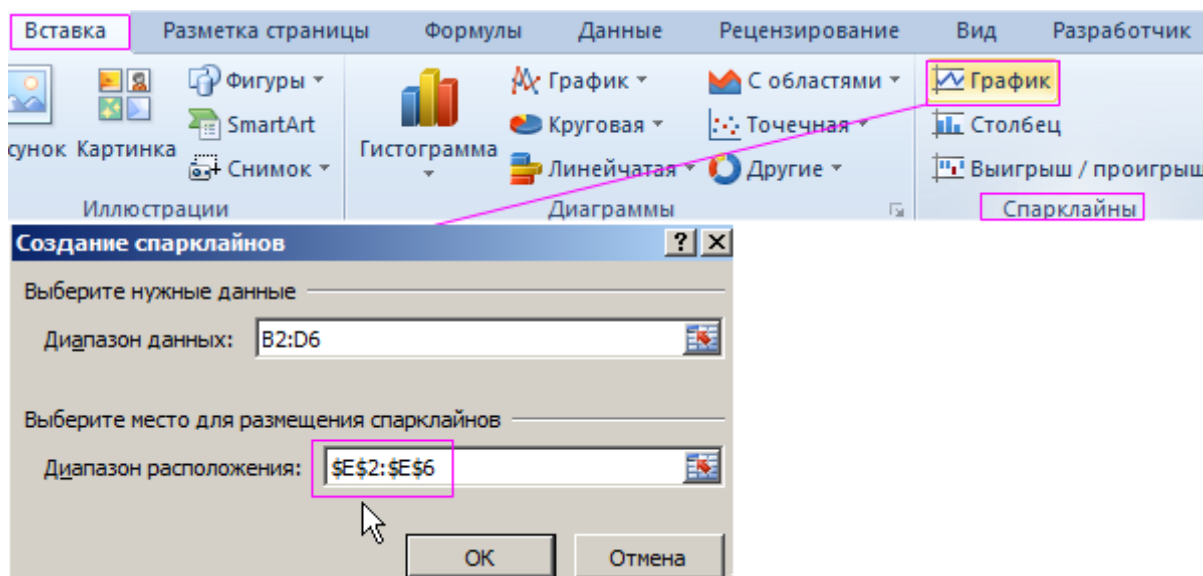 Вставка Разметка страницы Формулы Данные Рецензирование Вид Разработчик
Фигуры График С областями График
SmartArt Круговая Точечная Столбец
сунок Картинка Снимок Гистограмма Линейчатая Другие Выигрыш / проигрыш
Иллюстрации Диаграммы Спарклайны
Создание спарклайнов
Выберите нужные данные
Диапазон данных: B2:D6
Выберите место для размещения спарклайнов
Диапазон расположения: $E$2:$E$6
ОК Отмена